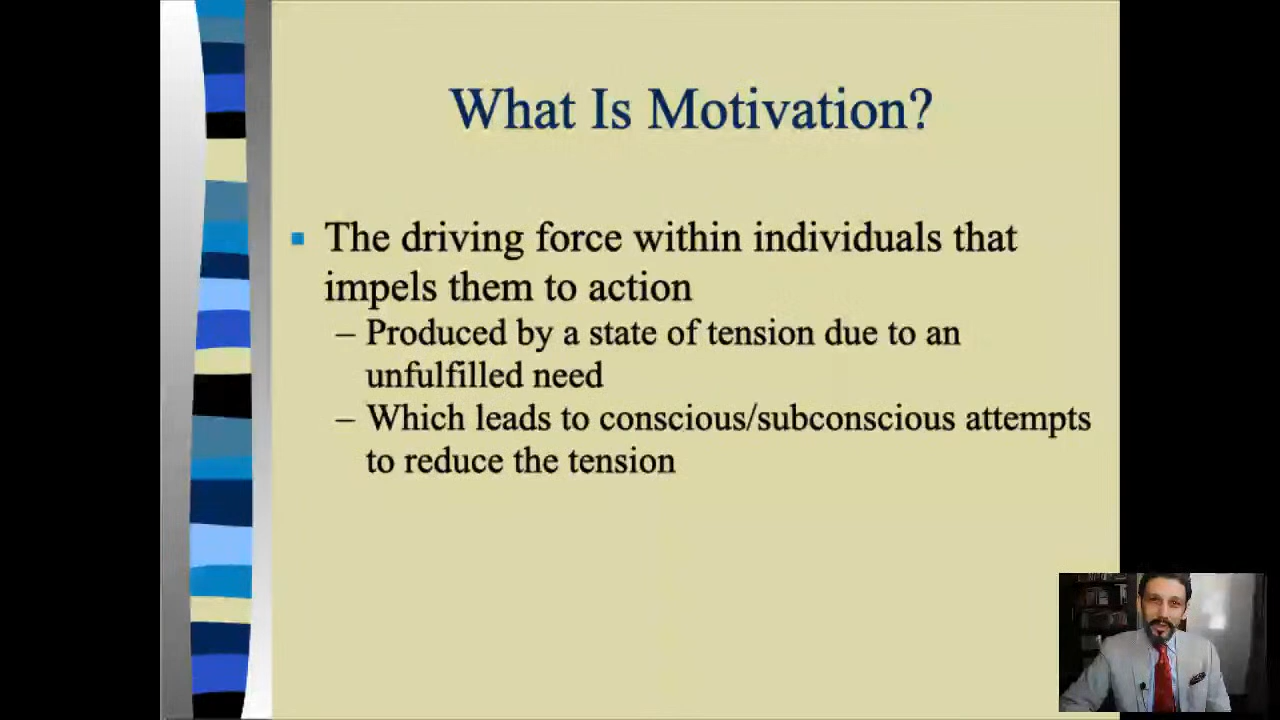 What Is Motivation?
The driving force within individuals that
impels them to action
– Produced by a state of tension due to an
unfulfilled need
– Which leads to conscious/subconscious attempts
to reduce the tension